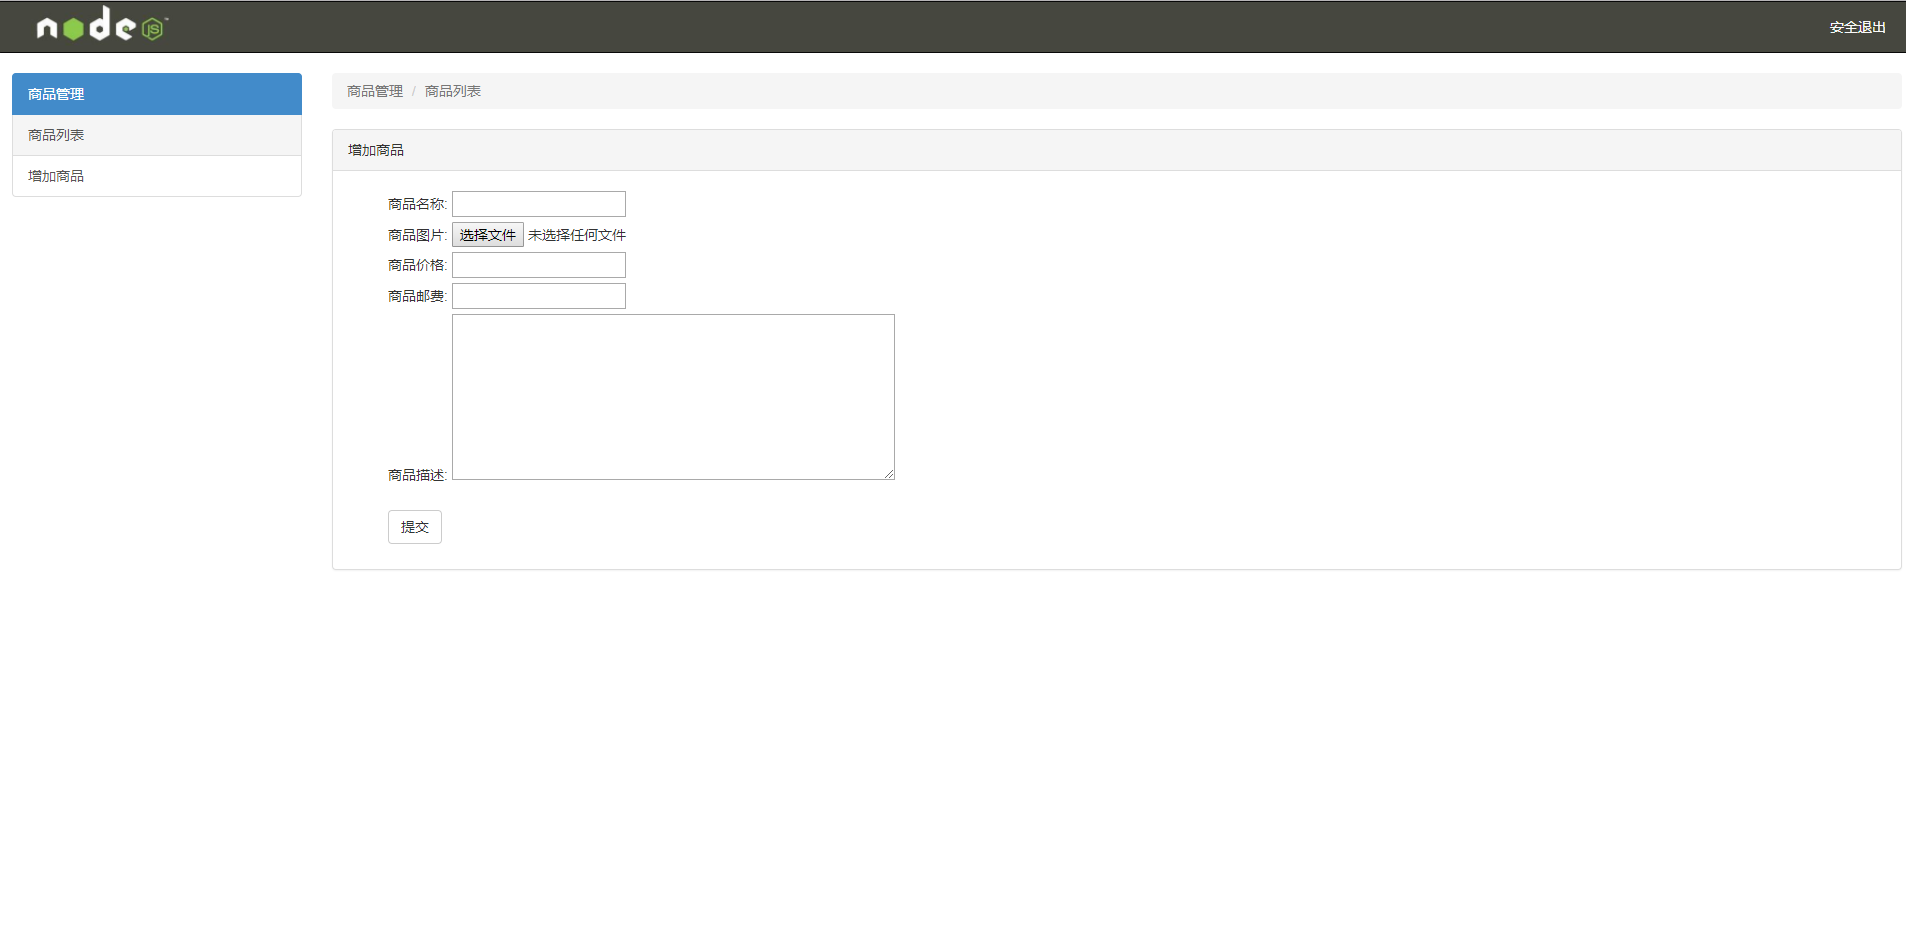 node JS™
安全退出
商品管理
商品列表
增加商品
商品管理 / 商品列表
增加商品
商品名称:
商品图片: 选择文件 未选择任何文件
商品价格:
商品邮费:
商品描述:
提交